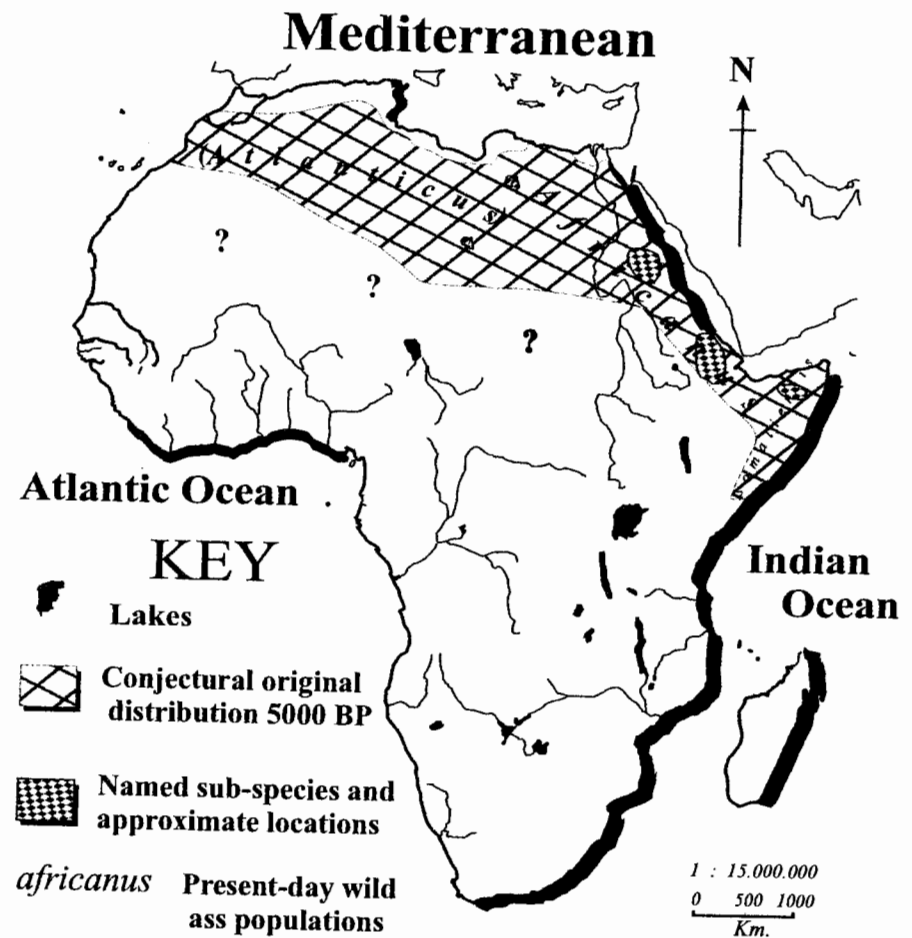 Mediterranean
N
(Atlanticus)
?
?
?
Atlantic Ocean
Indian
Ocean
KEY
Lakes
Conjectural original
distribution 5000 BP
Named sub-species and
approximate locations
africanus Present-day wild
ass populations
1 : 15.000.000
0 500 1000
Km.